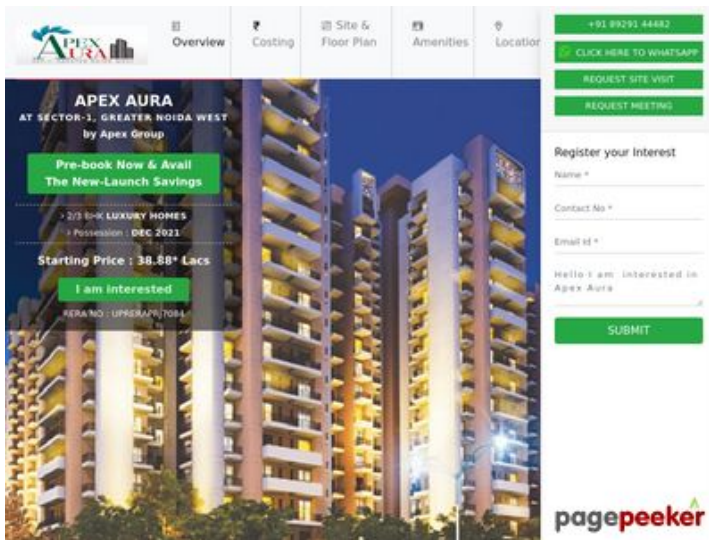 APEX
AURA
Overview
Costing
Site &
Floor Plan
Amenities
Location
+91 89291 44482
CLICK HERE TO WHATSAPP
REQUEST SITE VISIT
REQUEST MEETING
APEX AURA
AT SECTOR-1, GREATER NOIDA WEST
by Apex Group
Pre-book Now & Avail
The New-Launch Savings
› 2/3 BHK LUXURY HOMES
› Possession : DEC 2021
Starting Price : 38.88* Lacs
I am interested
RERA NO : UPRERAPRJ7084
Register your Interest
Name *
Contact No *
Email Id *
Hello I am interested in
Apex Aura
SUBMIT
pagepeeker